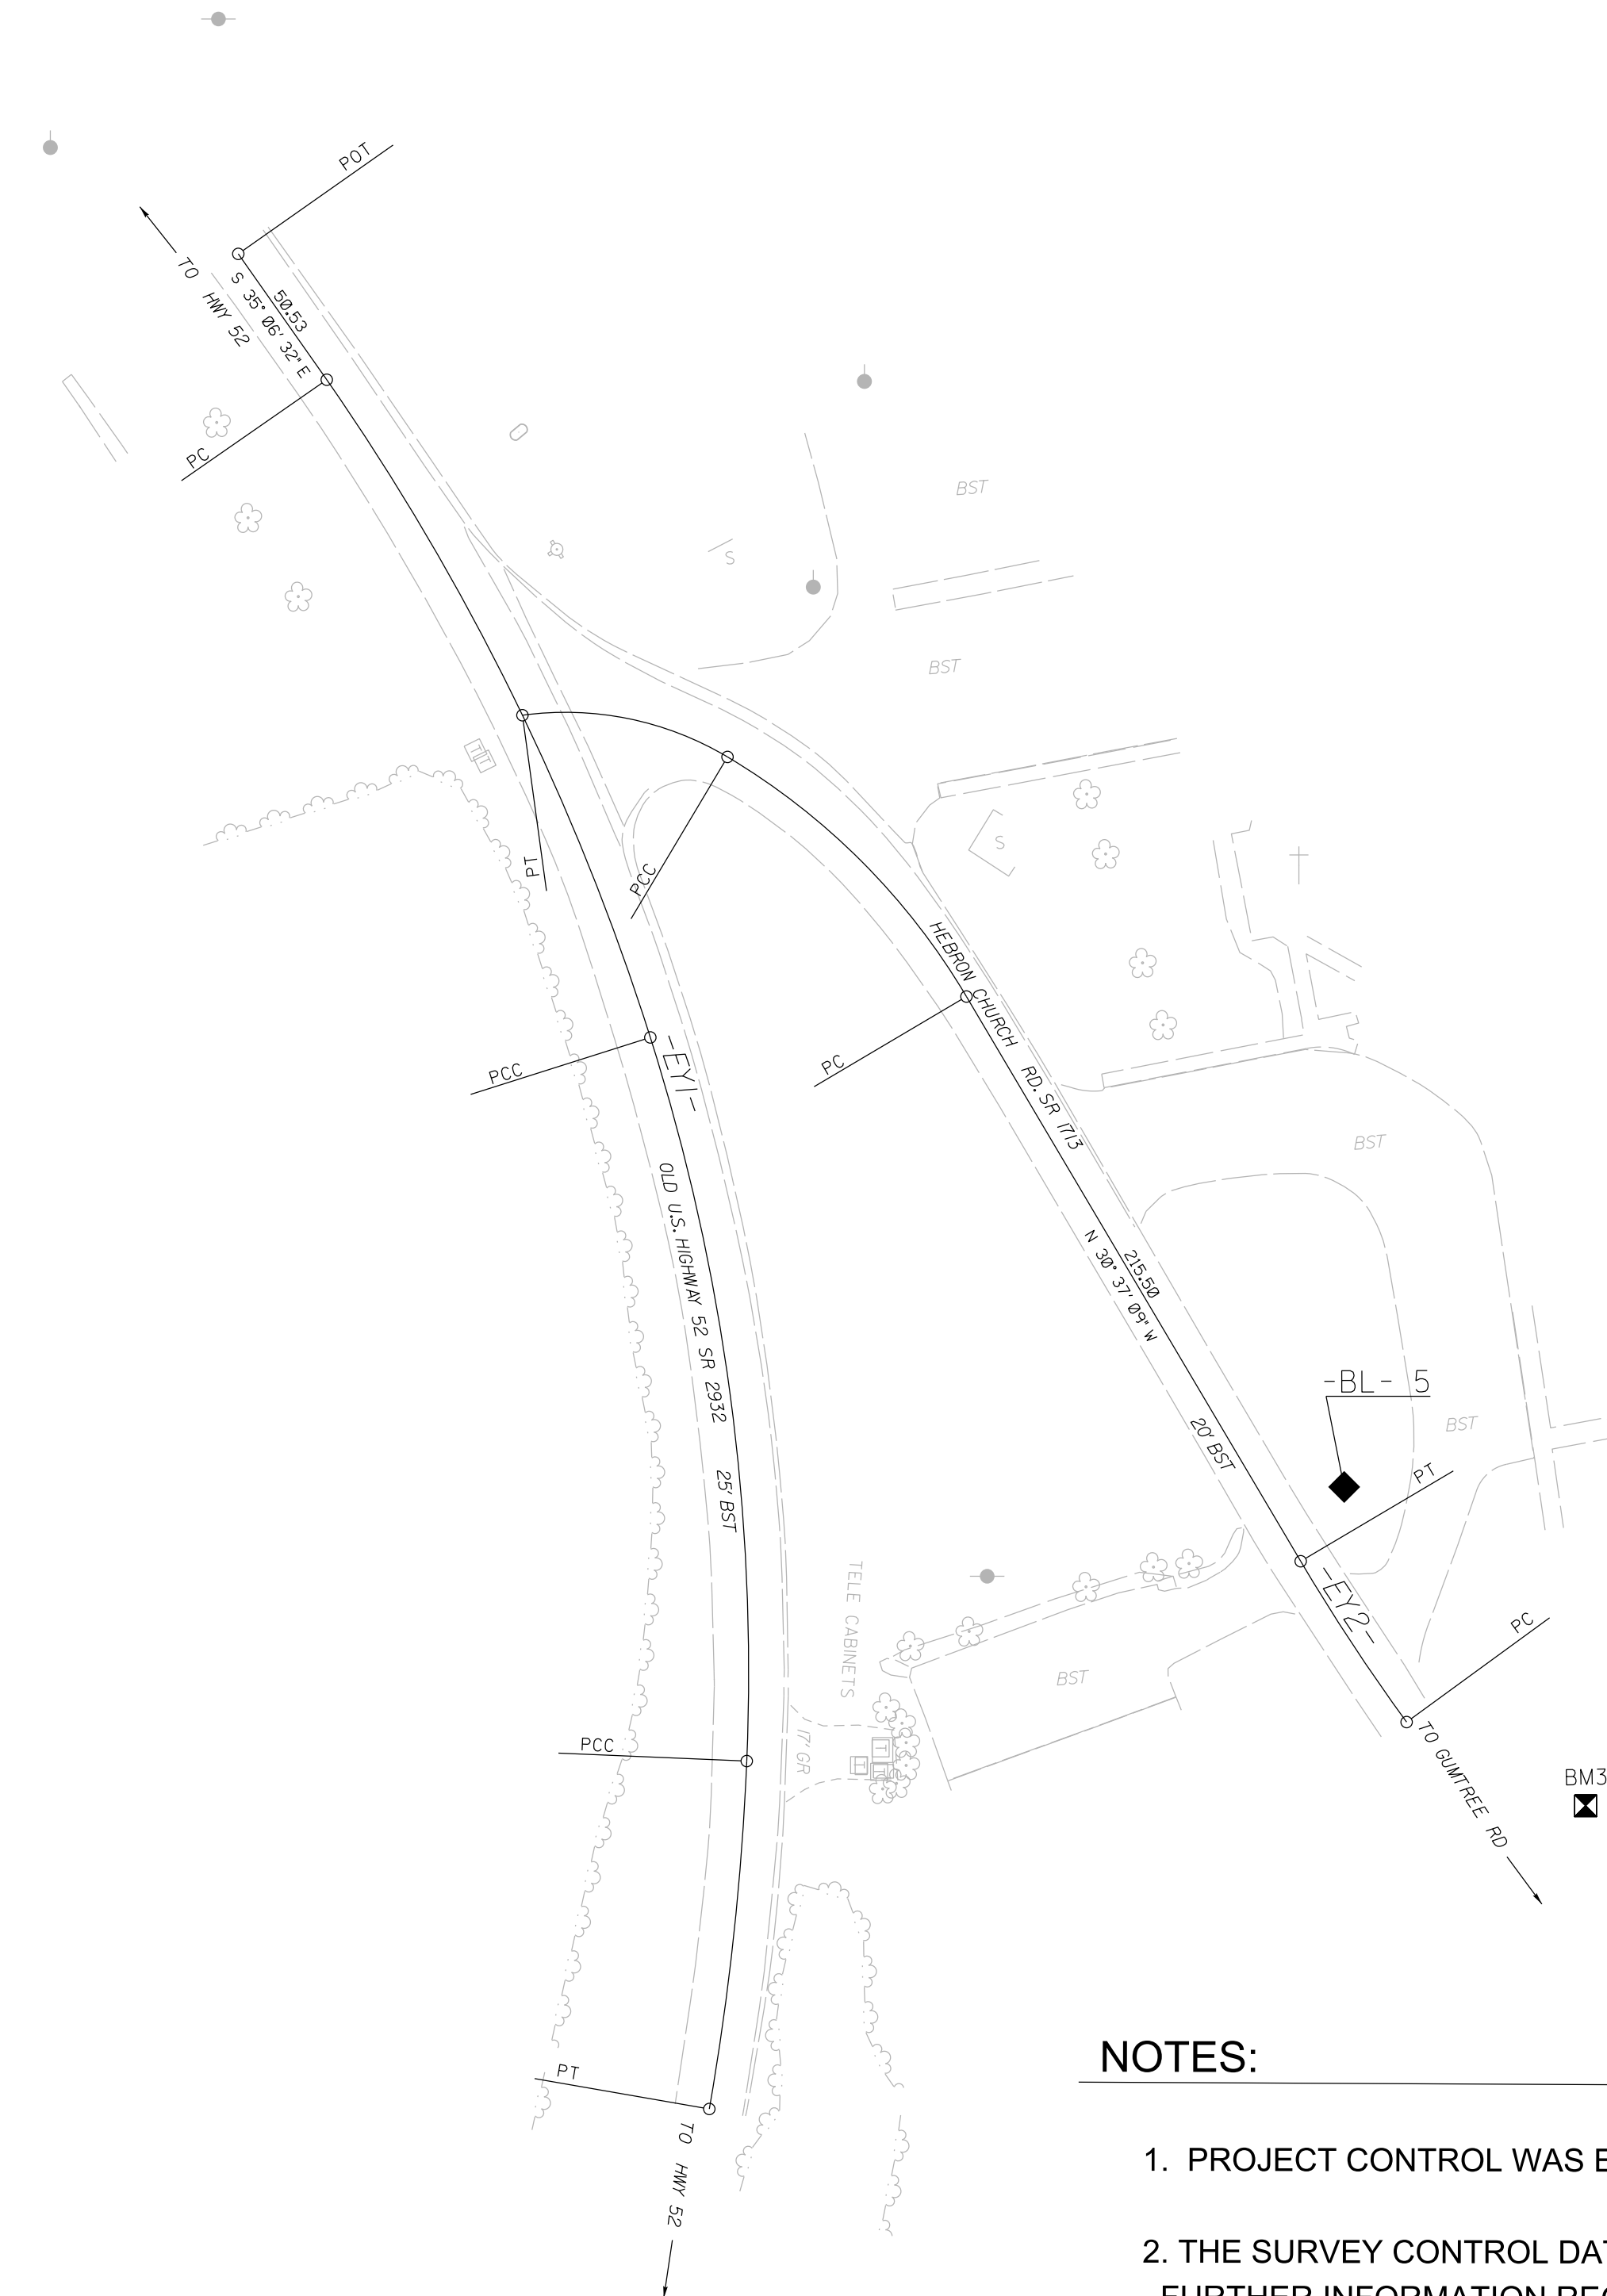 POT
TO HWY 52
50.53
S 35° 06' 32" E
PC
BST
S
BST
T
T
PT
PCC
S
HEBRON CHURCH RD. SR 1713
PCC
-EY1-
PC
BST
OLD U.S. HIGHWAY 52 SR 2932
215.50
N 30° 37' 09" W
-BL- 5
20' BST
BST
25' BST
PT
TELE CABINETS
-EY2-
PC
BST
PCC
17' GR
T
T
T
TO GUMTREE RD
BM3
PT
TO HWY 52
NOTES:
1. PROJECT CONTROL WAS E
2. THE SURVEY CONTROL DAT